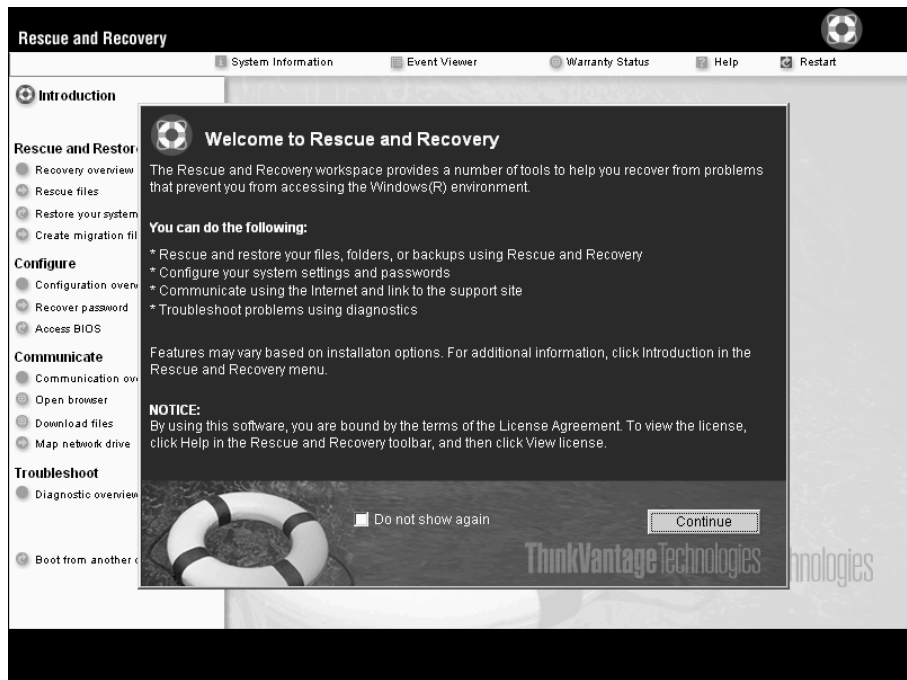 Rescue and Recovery
System Information
Event Viewer
Warranty Status
Help
Restart
Introduction
Rescue and Restor
Recovery overview
Rescue files
Restore your system
Create migration fil
Configure
Configuration overv
Recover password
Access BIOS
Communicate
Communication ov
Open browser
Download files
Map network drive
Troubleshoot
Diagnostic overview
Boot from another
Welcome to Rescue and Recovery
The Rescue and Recovery workspace provides a number of tools to help you recover from problems
that prevent you from accessing the Windows(R) environment.
You can do the following:
* Rescue and restore your files, folders, or backups using Rescue and Recovery
* Configure your system settings and passwords
* Communicate using the Internet and link to the support site
* Troubleshoot problems using diagnostics
Features may vary based on installaton options. For additional information, click Introduction in the
Rescue and Recovery menu.
NOTICE:
By using this software, you are bound by the terms of the License Agreement. To view the license,
click Help in the Rescue and Recovery toolbar, and then click View license.
Do not show again
Continue
ThinkVantage Technologies
hnologies